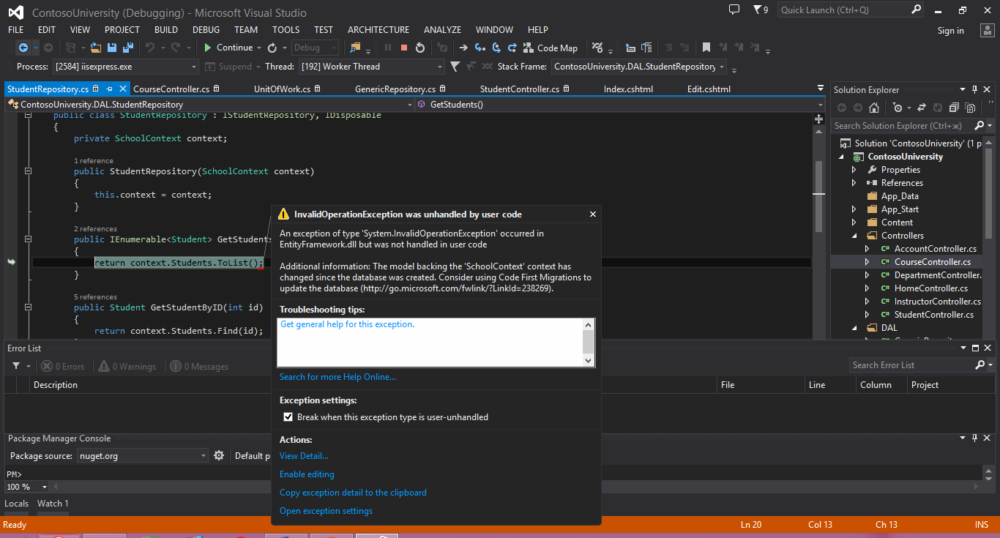 ContosoUniversity (Debugging) - Microsoft Visual Studio
9
Quick Launch (Ctrl+Q)
FILE EDIT VIEW PROJECT BUILD DEBUG TEAM TOOLS TEST ARCHITECTURE ANALYZE WINDOW HELP
Sign in
Continue Debug Code Map
Process: [2584] iisexpress.exe Suspend Thread: [192] Worker Thread Stack Frame: ContosoUniversity.DAL.StudentRepository
StudentRepository.cs CourseController.cs UnitOfWork.cs GenericRepository.cs StudentController.cs Index.cshtml Edit.cshtml
ContosoUniversity.DAL.StudentRepository GetStudents()
public class StudentRepository : IStudentRepository, IDisposable
{
private SchoolContext context;
1 reference
public StudentRepository(SchoolContext context)
{
this.context = context;
}
2 references
public IEnumerable<Student> GetStudents
{
return context.Students.ToList();
}
5 references
public Student GetStudentByID(int id)
{
return context.Students.Find(id);
InvalidOperationException was unhandled by user code
An exception of type 'System.InvalidOperationException' occurred in
EntityFramework.dll but was not handled in user code
Additional information: The model backing the 'SchoolContext' context has
changed since the database was created. Consider using Code First Migrations to
update the database (http://go.microsoft.com/fwlink/?LinkId=238269).
Troubleshooting tips:
Get general help for this exception.
Search for more Help Online...
Exception settings:
Break when this exception type is user-unhandled
Actions:
View Detail...
Enable editing
Copy exception detail to the clipboard
Open exception settings
Solution Explorer
Search Solution Explorer (Ctrl+ж)
Solution 'ContosoUniversity' (1 p
ContosoUniversity
Properties
References
App_Data
App_Start
Content
Controllers
AccountController.cs
CourseController.cs
DepartmentController.
HomeController.cs
InstructorController.cs
StudentController.cs
DAL
Error List
0 Errors 0 Warnings 0 Messages
Search Error List
Description File Line Column Project
Package Manager Console
Package source: nuget.org Default p
PM>
100 %
Locals Watch 1
Ready Ln 20 Col 13 Ch 13 INS